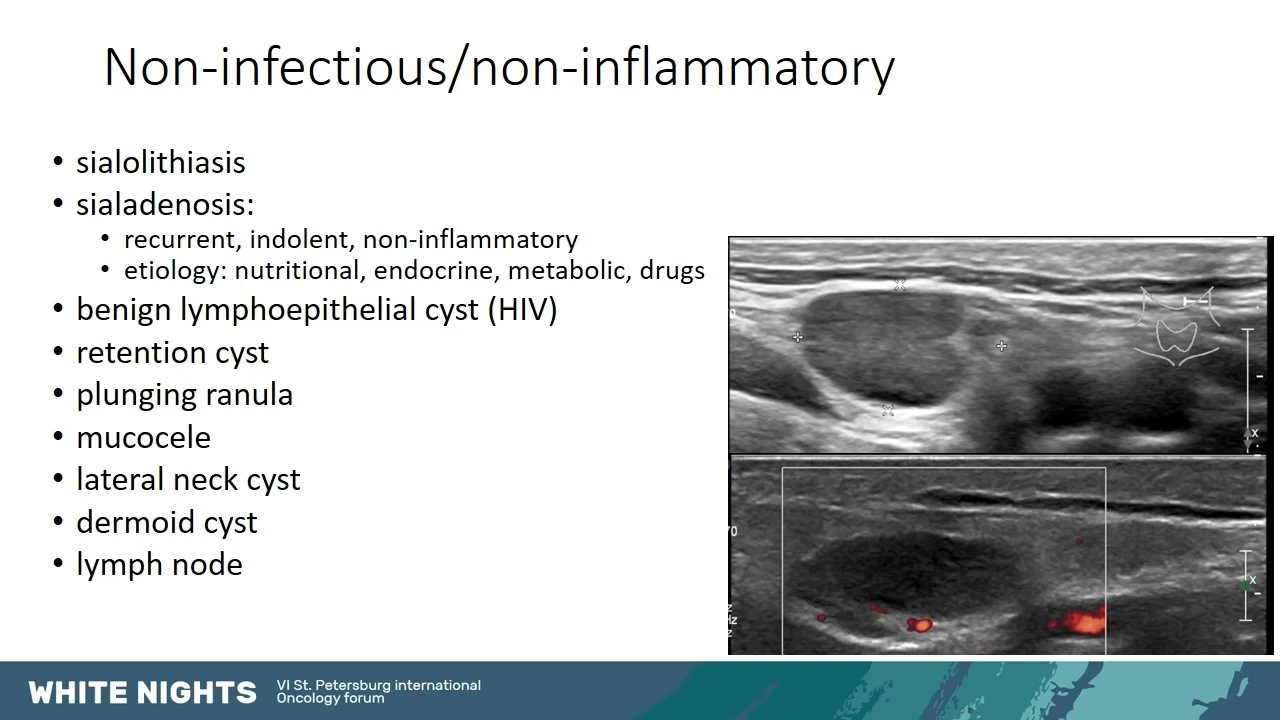 Non-infectious/non-inflammatory
• sialolithiasis
• sialadenosis:
• recurrent, indolent, non-inflammatory
• etiology: nutritional, endocrine, metabolic, drugs
• benign lymphoepithelial cyst (HIV)
• retention cyst
• plunging ranula
• mucocele
• lateral neck cyst
• dermoid cyst
• lymph node
x
x
WHITE NIGHTS
VI St. Petersburg international
Oncology forum